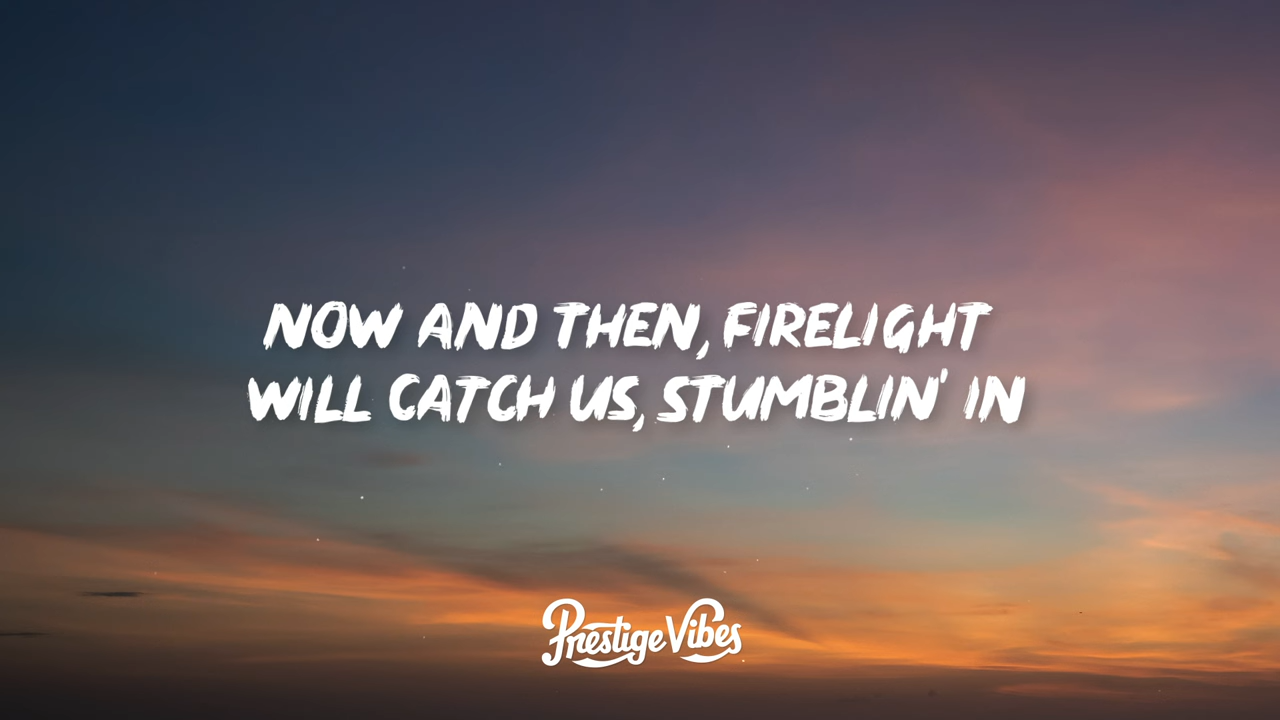 NOW AND THEN, FIRELIGHT
WILL CATCH US, STUMBLIN' IN
Prestige Vibes